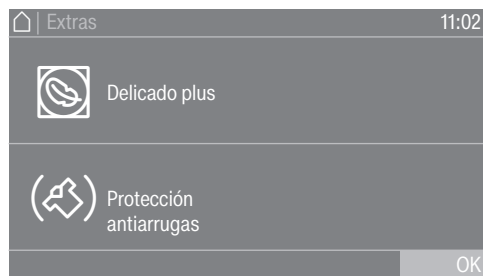 | Extras 11:02
Delicado plus
Protección
antiarrugas
OK